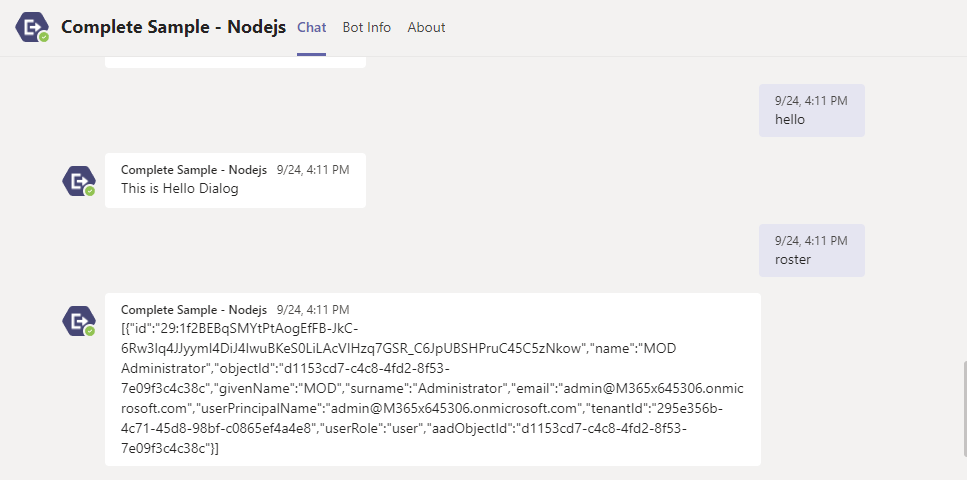 Complete Sample - Nodejs Chat Bot Info About
9/24, 4:11 PM
hello
Complete Sample - Nodejs 9/24, 4:11 PM
This is Hello Dialog
9/24, 4:11 PM
roster
Complete Sample - Nodejs 9/24, 4:11 PM
[{"id":"29:1f2BEBqSMYtPtAogEfFB-JkC-
6Rw3Iq4JJyymI4DiJ4IwuBKeS0LiLAcVIHzq7GSR_C6JpUBSHPruC45C5zNkow","name":"MOD
Administrator","objectId":"d1153cd7-c4c8-4fd2-8f53-
7e09f3c4c38c","givenName":"MOD","surname":"Administrator","email":"admin@M365x645306.onmic
rosoft.com","userPrincipalName":"admin@M365x645306.onmicrosoft.com","tenantId":"295e356b-
4c71-45d8-98bf-c0865ef4a4e8","userRole":"user","aadObjectId":"d1153cd7-c4c8-4fd2-8f53-
7e09f3c4c38c"}]